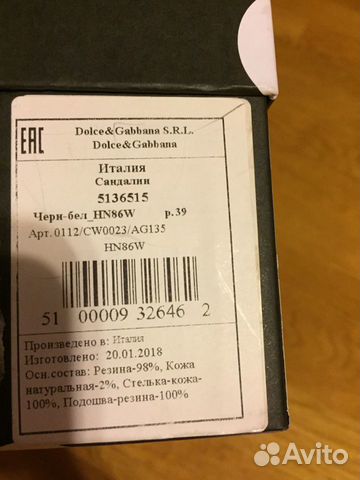 EAC
Dolce&Gabbana S.R.L.
Dolce&Gabbana
Италия
Сандалии
5136515
Черн-бел_HN86W р.39
Арт. 0112/CW0023/AG135
HN86W
51 00009 32646 2
Произведено в: Италия
Изготовлено: 20.01.2018
Осн.состав: Резина-98%, Кожа
натуральная-2%, Стелька-кожа-
100%, Подошва-резина-100%
Avito